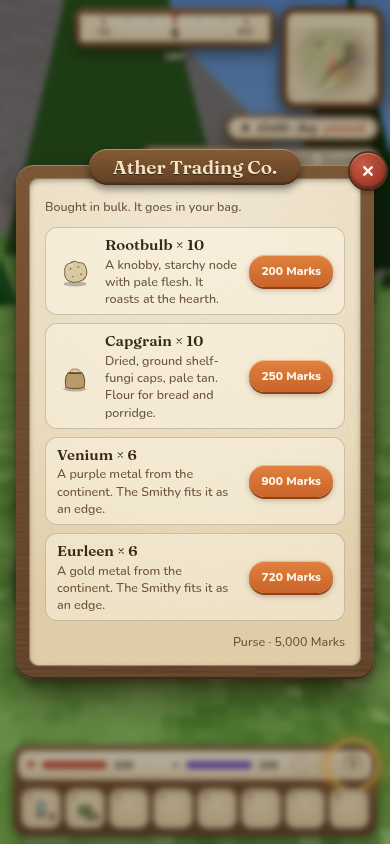 Ather Trading Co.
Bought in bulk. It goes in your bag.
Rootbulb × 10
A knobby, starchy node
with pale flesh. It
roasts at the hearth.
200 Marks
Capgrain × 10
Dried, ground shelf-
fungi caps, pale tan.
Flour for bread and
porridge.
250 Marks
Venium × 6
A purple metal from the
continent. The Smithy fits it as
an edge.
900 Marks
Eurleen × 6
A gold metal from the
continent. The Smithy fits it as
an edge.
720 Marks
Purse · 5,000 Marks